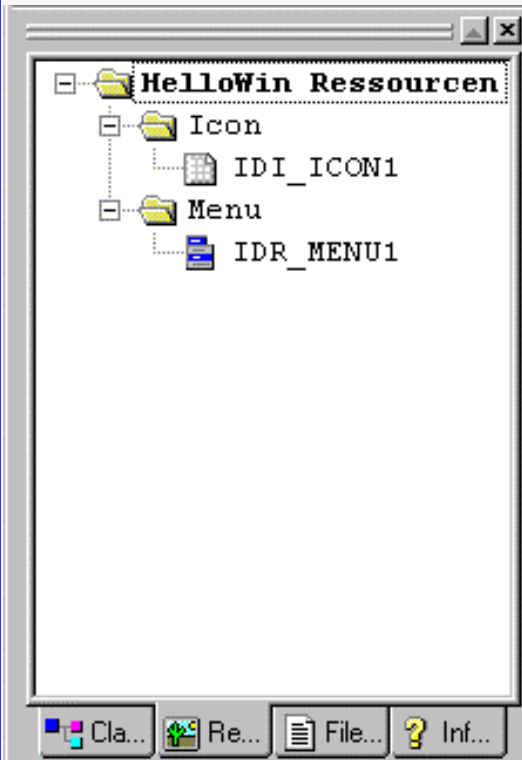 HelloWin Ressourcen
Icon
IDI_ICON1
Menu
IDR_MENU1
Cla... Re... File... Inf...